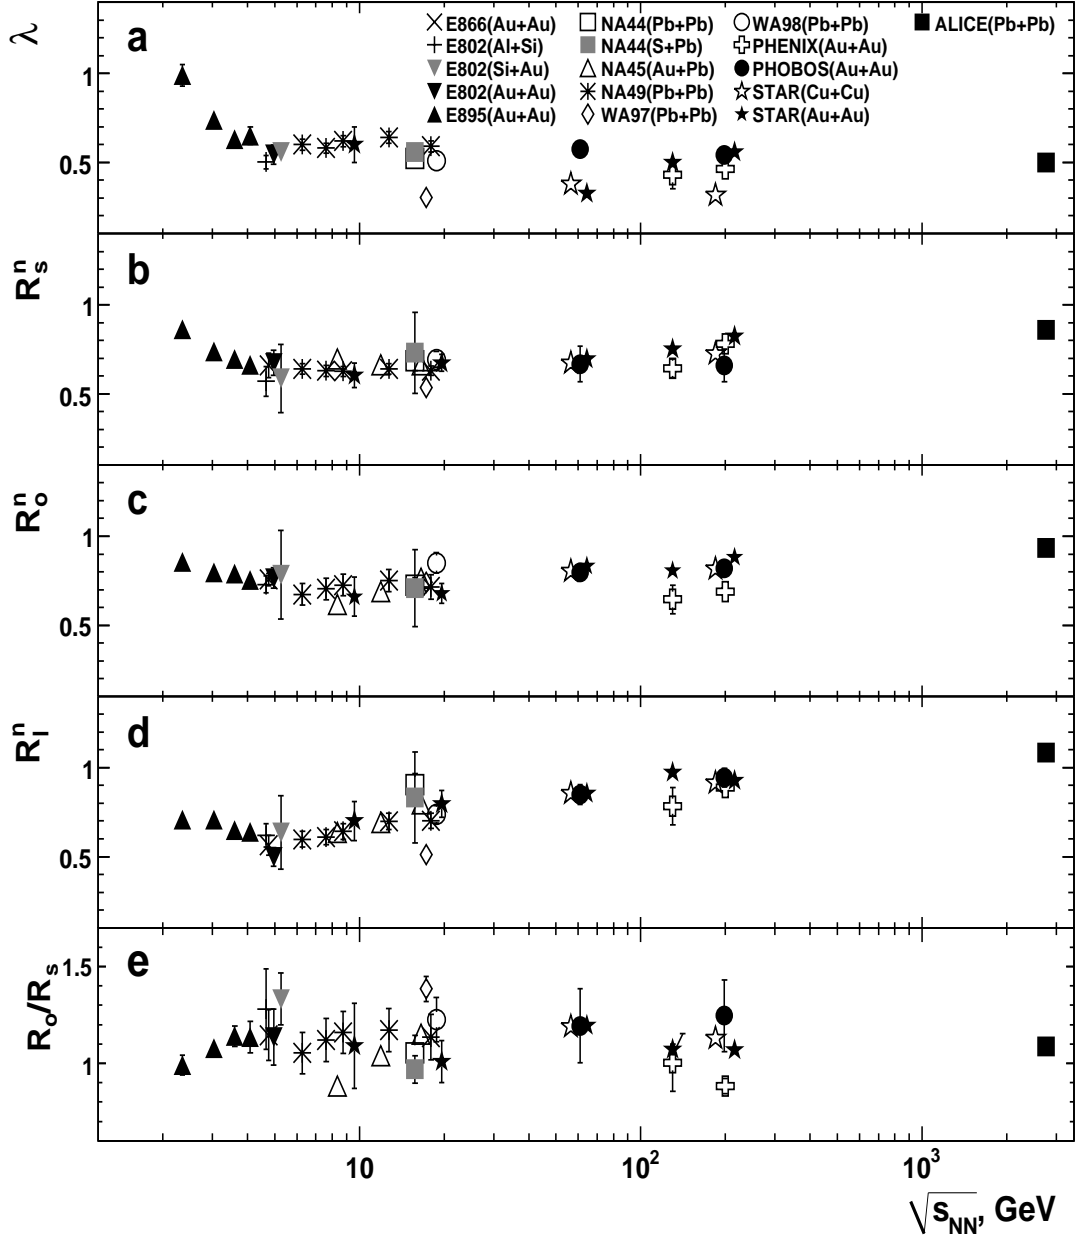 λ
a
E866(Au+Au) NA44(Pb+Pb) WA98(Pb+Pb) ALICE(Pb+Pb)
E802(Al+Si) NA44(S+Pb) PHENIX(Au+Au)
E802(Si+Au) NA45(Au+Pb) PHOBOS(Au+Au)
E802(Au+Au) NA49(Pb+Pb) STAR(Cu+Cu)
E895(Au+Au) WA97(Pb+Pb) STAR(Au+Au)
1
0.5
R_s^n
b
1
0.5
R_o^n
c
1
0.5
R_l^n
d
1
0.5
R_o/R_s
e
1.5
1
10 10^2 10^3
√s_NN, GeV